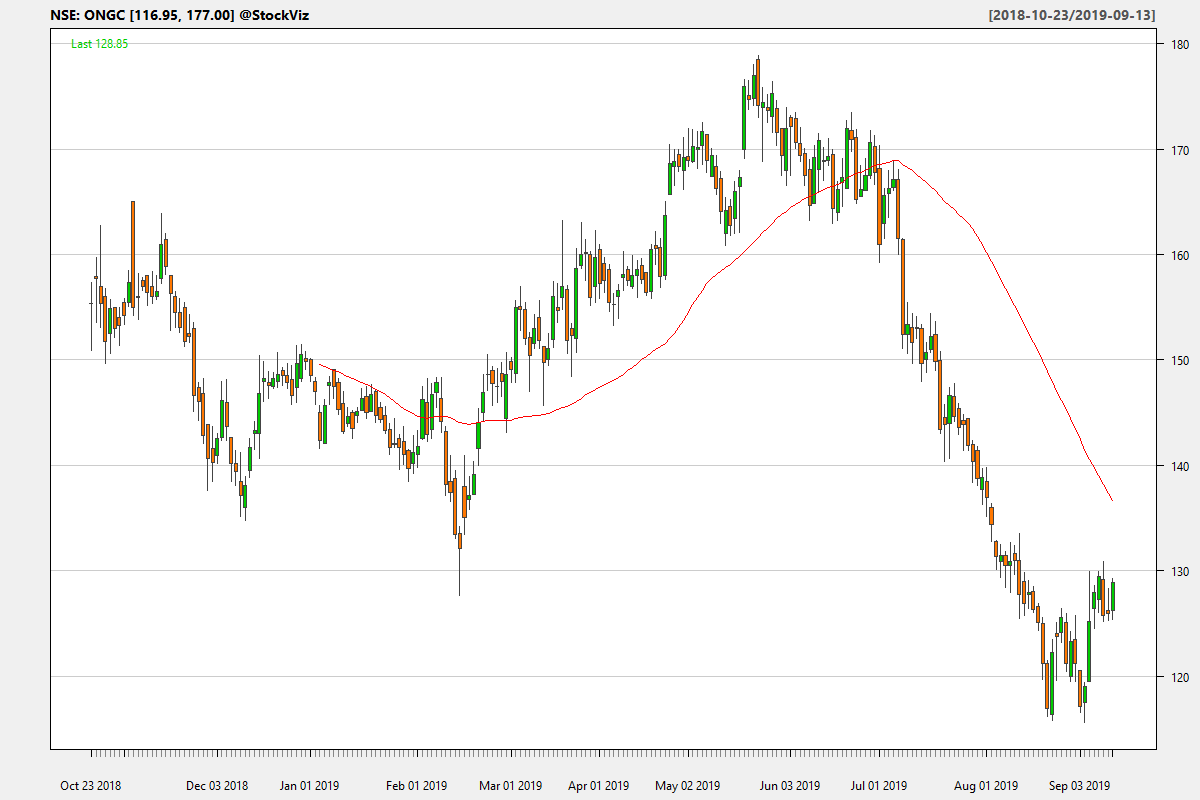 NSE: ONGC [116.95, 177.00] @StockViz
[2018-10-23/2019-09-13]
Last 128.85
180
170
160
150
140
130
120
Oct 23 2018 Dec 03 2018 Jan 01 2019 Feb 01 2019 Mar 01 2019 Apr 01 2019 May 02 2019 Jun 03 2019 Jul 01 2019 Aug 01 2019 Sep 03 2019